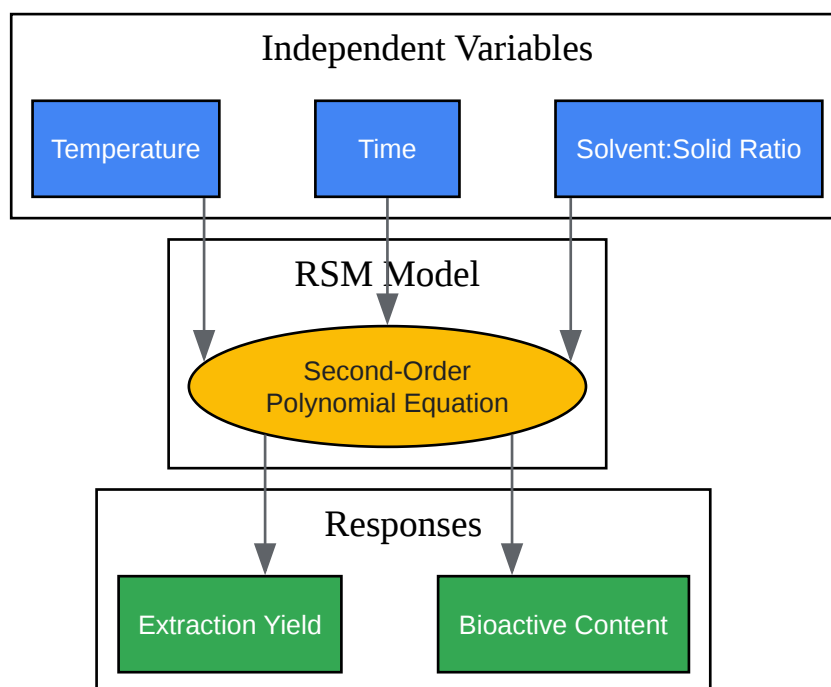 Independent Variables
Temperature
Time
Solvent:Solid Ratio
RSM Model
Second-Order
Polynomial Equation
Responses
Extraction Yield
Bioactive Content